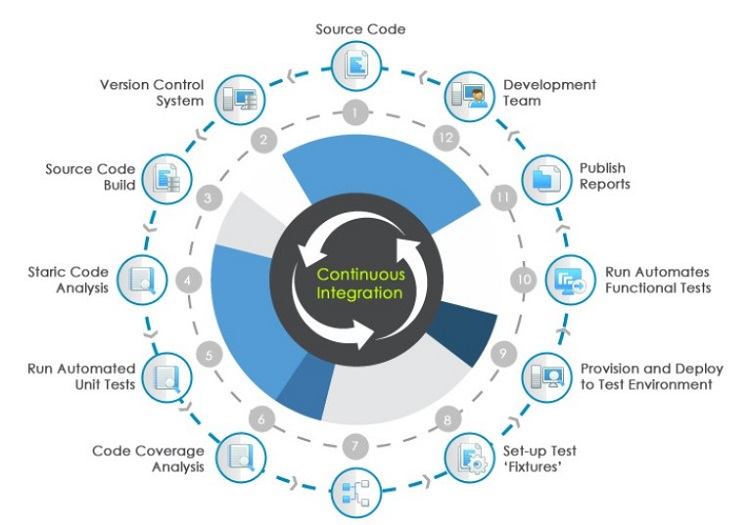 Source Code
Version Control
System
Source Code
Build
Staric Code
Analysis
Run Automated
Unit Tests
Code Coverage
Analysis
Set-up Test
‘Fixtures’
Provision and Deploy
to Test Environment
Run Automates
Functional Tests
Publish
Reports
Development
Team
1
2
3
4
5
6
7
8
9
10
11
12
Continuous
Integration